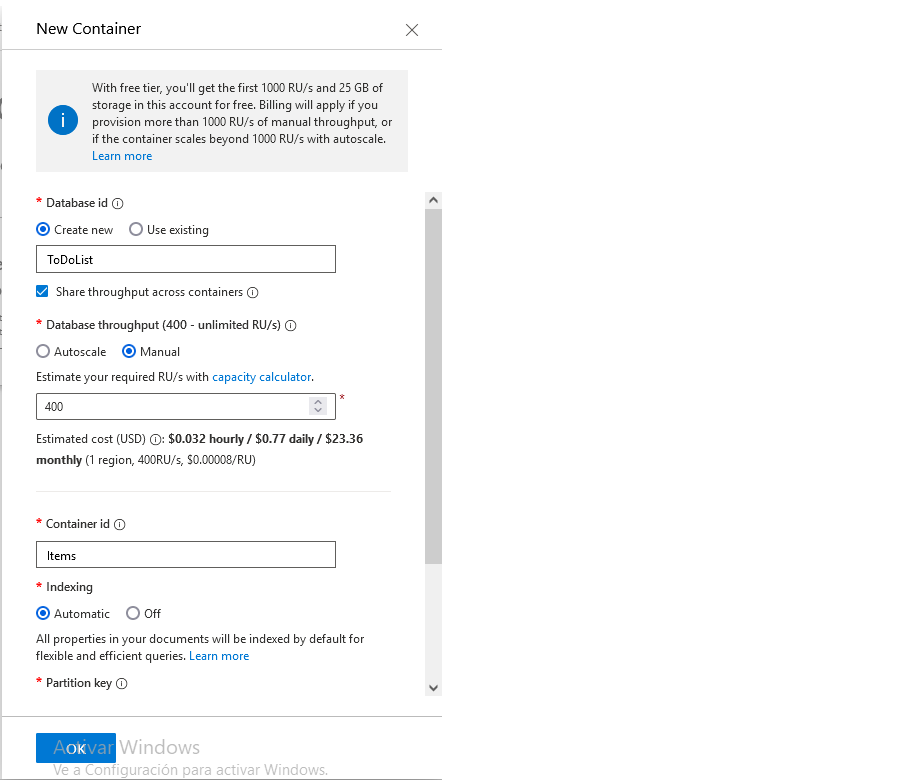 New Container
With free tier, you'll get the first 1000 RU/s and 25 GB of
storage in this account for free. Billing will apply if you
provision more than 1000 RU/s of manual throughput, or
if the container scales beyond 1000 RU/s with autoscale.
Learn more
* Database id
Create new Use existing
ToDoList
Share throughput across containers
* Database throughput (400 - unlimited RU/s)
Autoscale Manual
Estimate your required RU/s with capacity calculator.
400 *
Estimated cost (USD) : $0.032 hourly / $0.77 daily / $23.36
monthly (1 region, 400RU/s, $0.00008/RU)
* Container id
Items
* Indexing
Automatic Off
All properties in your documents will be indexed by default for
flexible and efficient queries. Learn more
* Partition key
OK
Activar Windows
Ve a Configuración para activar Windows.